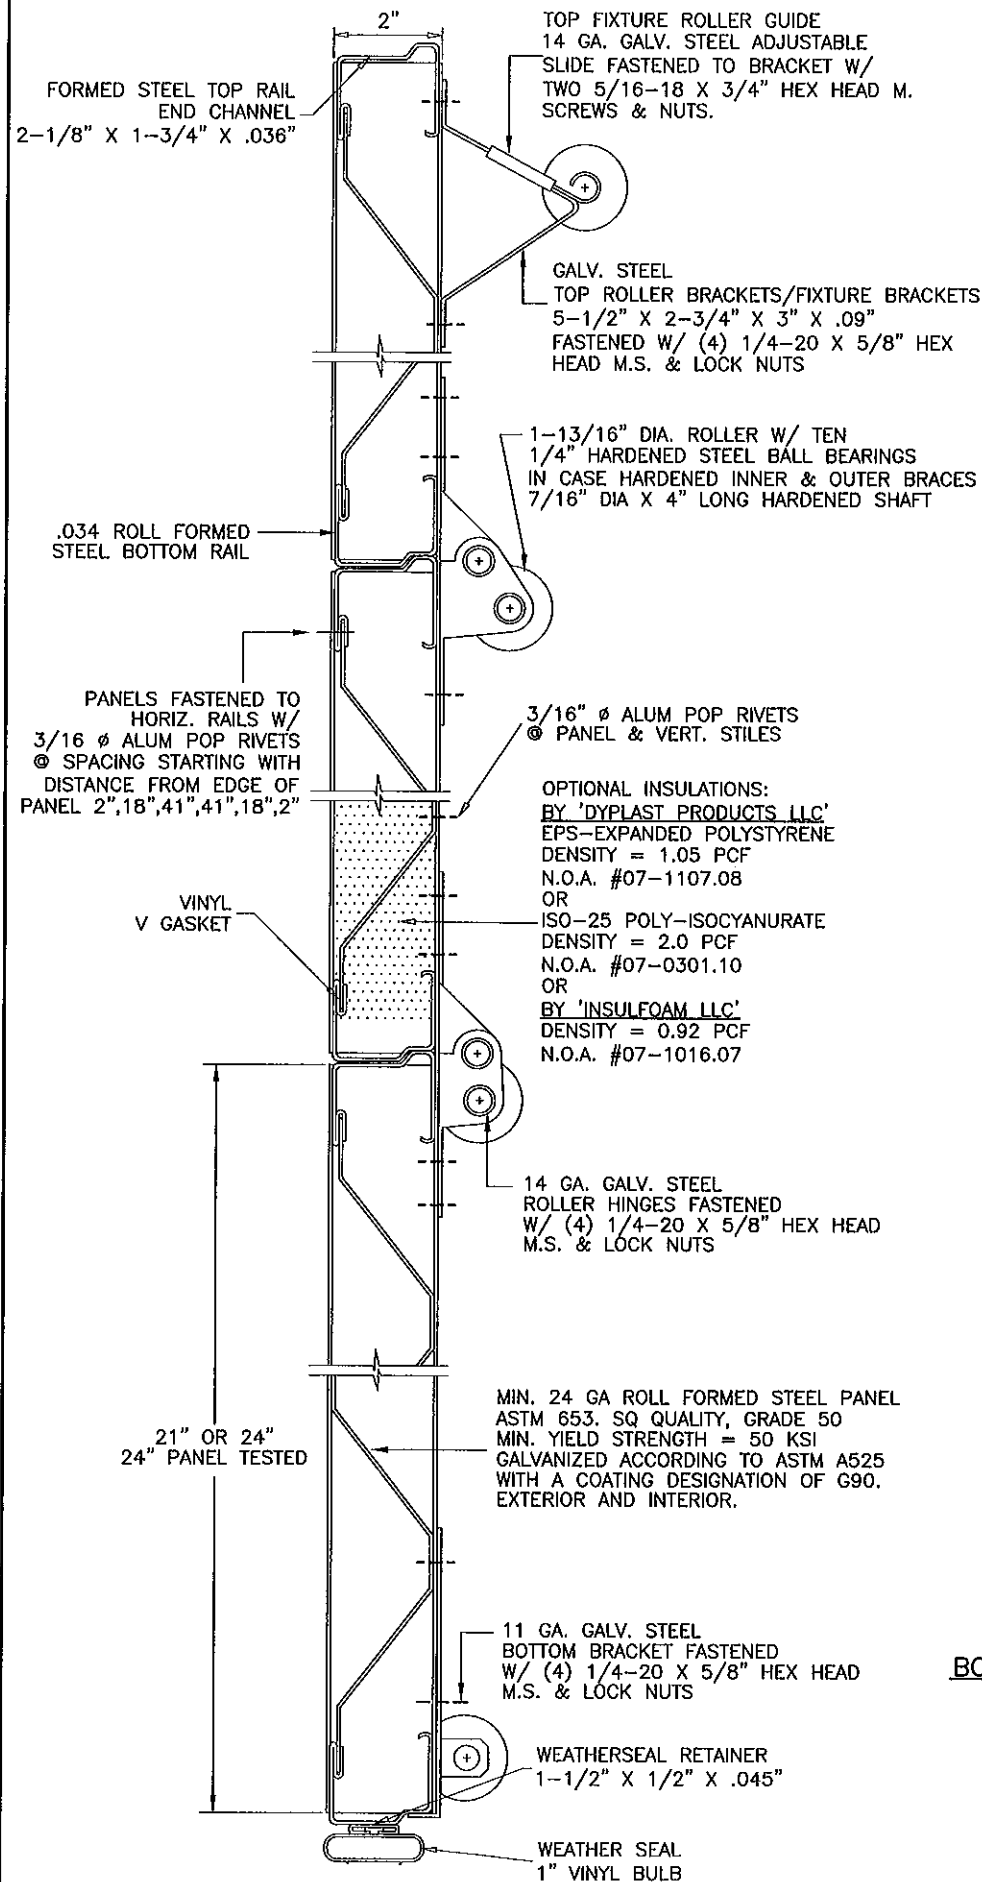 2"
TOP FIXTURE ROLLER GUIDE
14 GA. GALV. STEEL ADJUSTABLE
SLIDE FASTENED TO BRACKET W/
TWO 5/16-18 X 3/4" HEX HEAD M.
SCREWS & NUTS.
FORMED STEEL TOP RAIL
END CHANNEL
2-1/8" X 1-3/4" X .036"
GALV. STEEL
TOP ROLLER BRACKETS/FIXTURE BRACKETS
5-1/2" X 2-3/4" X 3" X .09"
FASTENED W/ (4) 1/4-20 X 5/8" HEX
HEAD M.S. & LOCK NUTS
1-13/16" DIA. ROLLER W/ TEN
1/4" HARDENED STEEL BALL BEARINGS
IN CASE HARDENED INNER & OUTER BRACES
7/16" DIA X 4" LONG HARDENED SHAFT
.034 ROLL FORMED
STEEL BOTTOM RAIL
PANELS FASTENED TO
HORIZ. RAILS W/
3/16 ø ALUM POP RIVETS
@ SPACING STARTING WITH
DISTANCE FROM EDGE OF
PANEL 2",18",41",41",18",2"
3/16" ø ALUM POP RIVETS
@ PANEL & VERT. STILES
OPTIONAL INSULATIONS:
BY 'DYPLAST PRODUCTS LLC'
EPS-EXPANDED POLYSTYRENE
DENSITY = 1.05 PCF
N.O.A. #07-1107.08
OR
ISO-25 POLY-ISOCYANURATE
DENSITY = 2.0 PCF
N.O.A. #07-0301.10
OR
BY 'INSULFOAM LLC'
DENSITY = 0.92 PCF
N.O.A. #07-1016.07
VINYL
V GASKET
14 GA. GALV. STEEL
ROLLER HINGES FASTENED
W/ (4) 1/4-20 X 5/8" HEX HEAD
M.S. & LOCK NUTS
21" OR 24"
24" PANEL TESTED
MIN. 24 GA ROLL FORMED STEEL PANEL
ASTM 653. SQ QUALITY, GRADE 50
MIN. YIELD STRENGTH = 50 KSI
GALVANIZED ACCORDING TO ASTM A525
WITH A COATING DESIGNATION OF G90.
EXTERIOR AND INTERIOR.
11 GA. GALV. STEEL
BOTTOM BRACKET FASTENED
W/ (4) 1/4-20 X 5/8" HEX HEAD
M.S. & LOCK NUTS
WEATHERSEAL RETAINER
1-1/2" X 1/2" X .045"
WEATHER SEAL
1" VINYL BULB